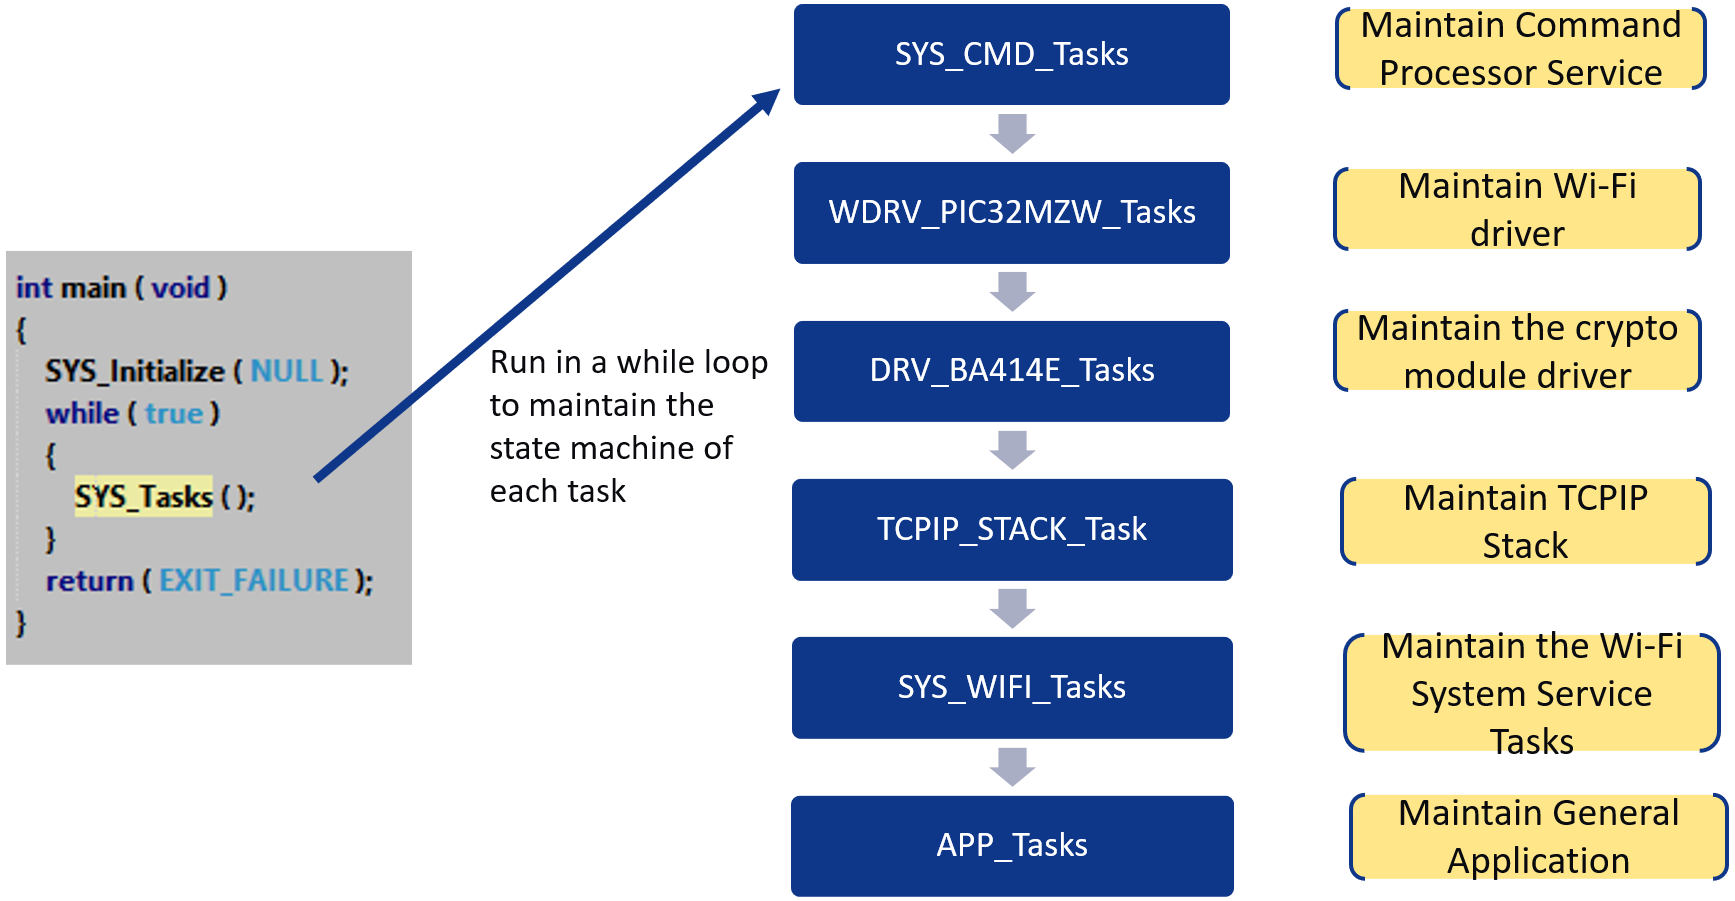 int main ( void )
{
SYS_Initialize ( NULL );
while ( true )
{
SYS_Tasks ( );
}
return ( EXIT_FAILURE );
}
Run in a while loop
to maintain the
state machine of
each task
SYS_CMD_Tasks
Maintain Command
Processor Service
WDRV_PIC32MZW_Tasks
Maintain Wi-Fi
driver
DRV_BA414E_Tasks
Maintain the crypto
module driver
TCPIP_STACK_Task
Maintain TCPIP
Stack
SYS_WIFI_Tasks
Maintain the Wi-Fi
System Service
Tasks
APP_Tasks
Maintain General
Application